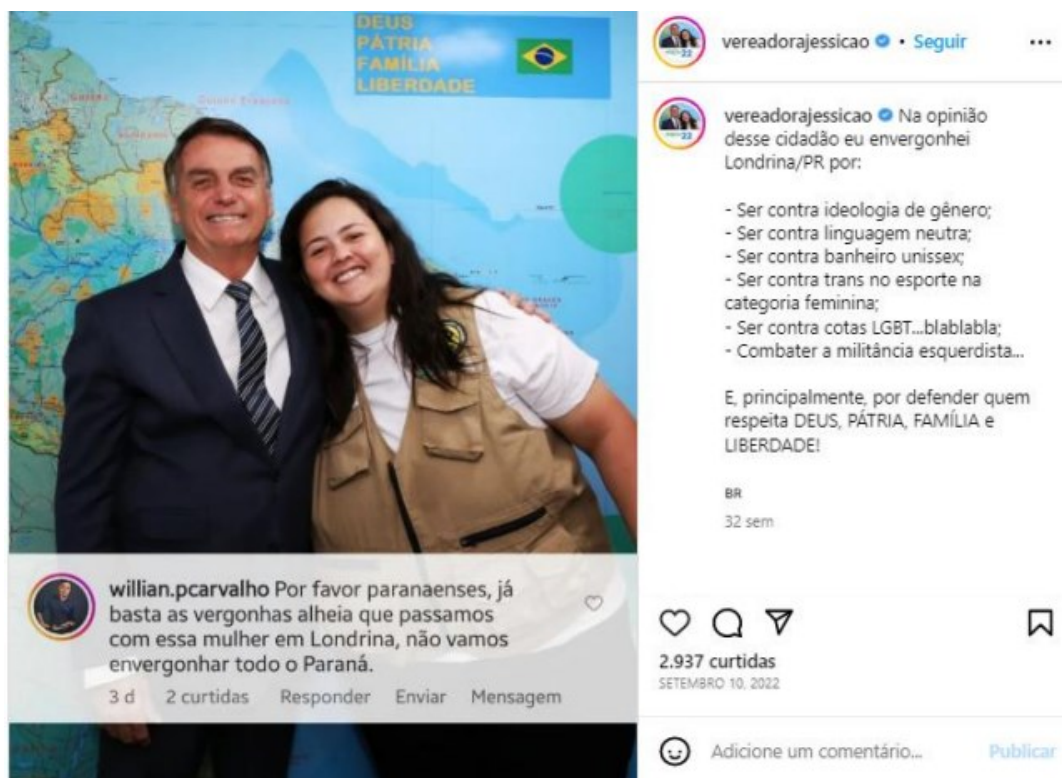 DEUS
PÁTRIA
FAMÍLIA
LIBERDADE
willian.pcarvalho Por favor paranaenses, já
basta as vergonhas alheia que passamos
com essa mulher em Londrina, não vamos
envergonhar todo o Paraná.
3 d 2 curtidas Responder Enviar Mensagem
vereadorajessicao • Seguir
vereadorajessicao Na opinião
desse cidadão eu envergonhei
Londrina/PR por:
- Ser contra ideologia de gênero;
- Ser contra linguagem neutra;
- Ser contra banheiro unissex;
- Ser contra trans no esporte na
categoria feminina;
- Ser contra cotas LGBT...blablabla;
- Combater a militância esquerdista...
E, principalmente, por defender quem
respeita DEUS, PÁTRIA, FAMÍLIA e
LIBERDADE!
BR
32 sem
2.937 curtidas
SETEMBRO 10, 2022
Adicione um comentário... Publicar